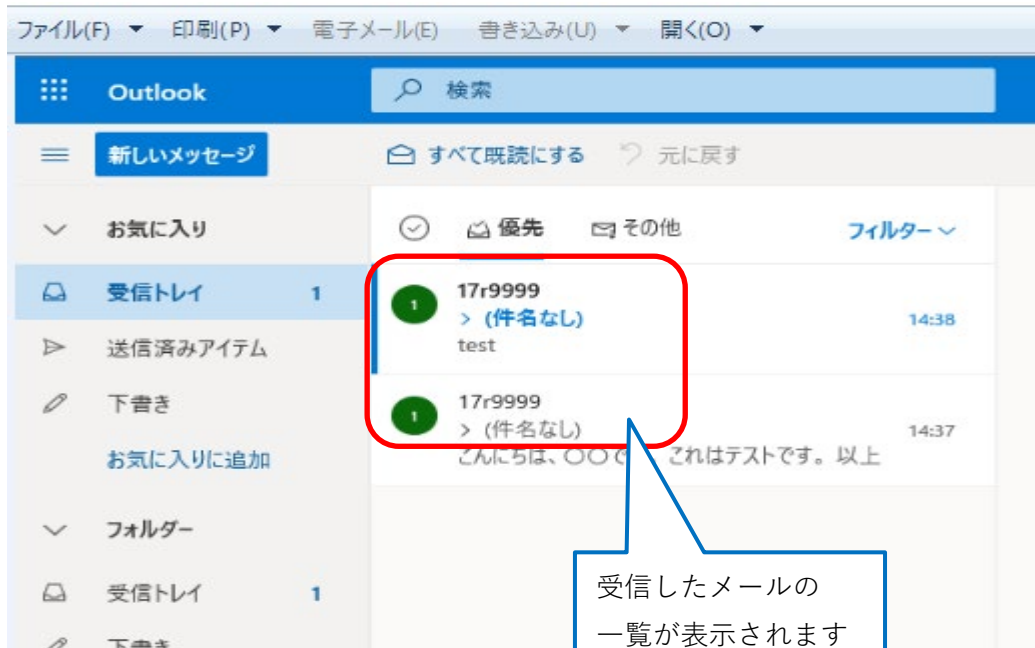 ファイル(F) ▼ 印刷(P) ▼ 電子メール(E) 書き込み(U) ▼ 開く(O) ▼
Outlook 検索
新しいメッセージ すべて既読にする 元に戻す
お気に入り 優先 その他 フィルター
受信トレイ 1
1 17r9999
> (件名なし) 14:38
test
送信済みアイテム
下書き
1 17r9999
> (件名なし) 14:37
こんにちは、〇〇で これはテストです。以上
お気に入りに追加
フォルダー
受信トレイ 1
下書き
受信したメールの
一覧が表示されます